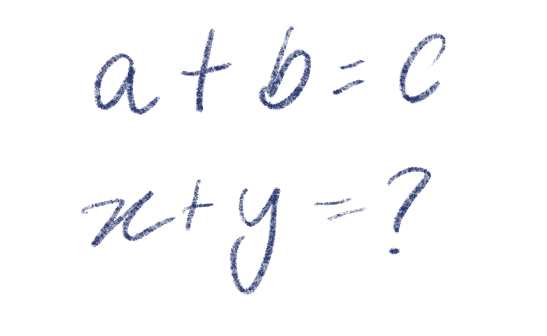 a + b = c
x + y = ?